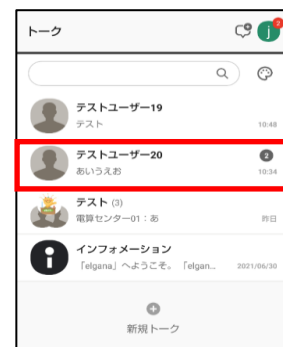 トーク
j
2
テストユーザー19
テスト
10:48
テストユーザー20
2
あいうえお
10:34
テスト (3)
電算センター01：あ
昨日
インフォメーション
「elgana」へようこそ。「elgan...
2021/06/30
新規トーク